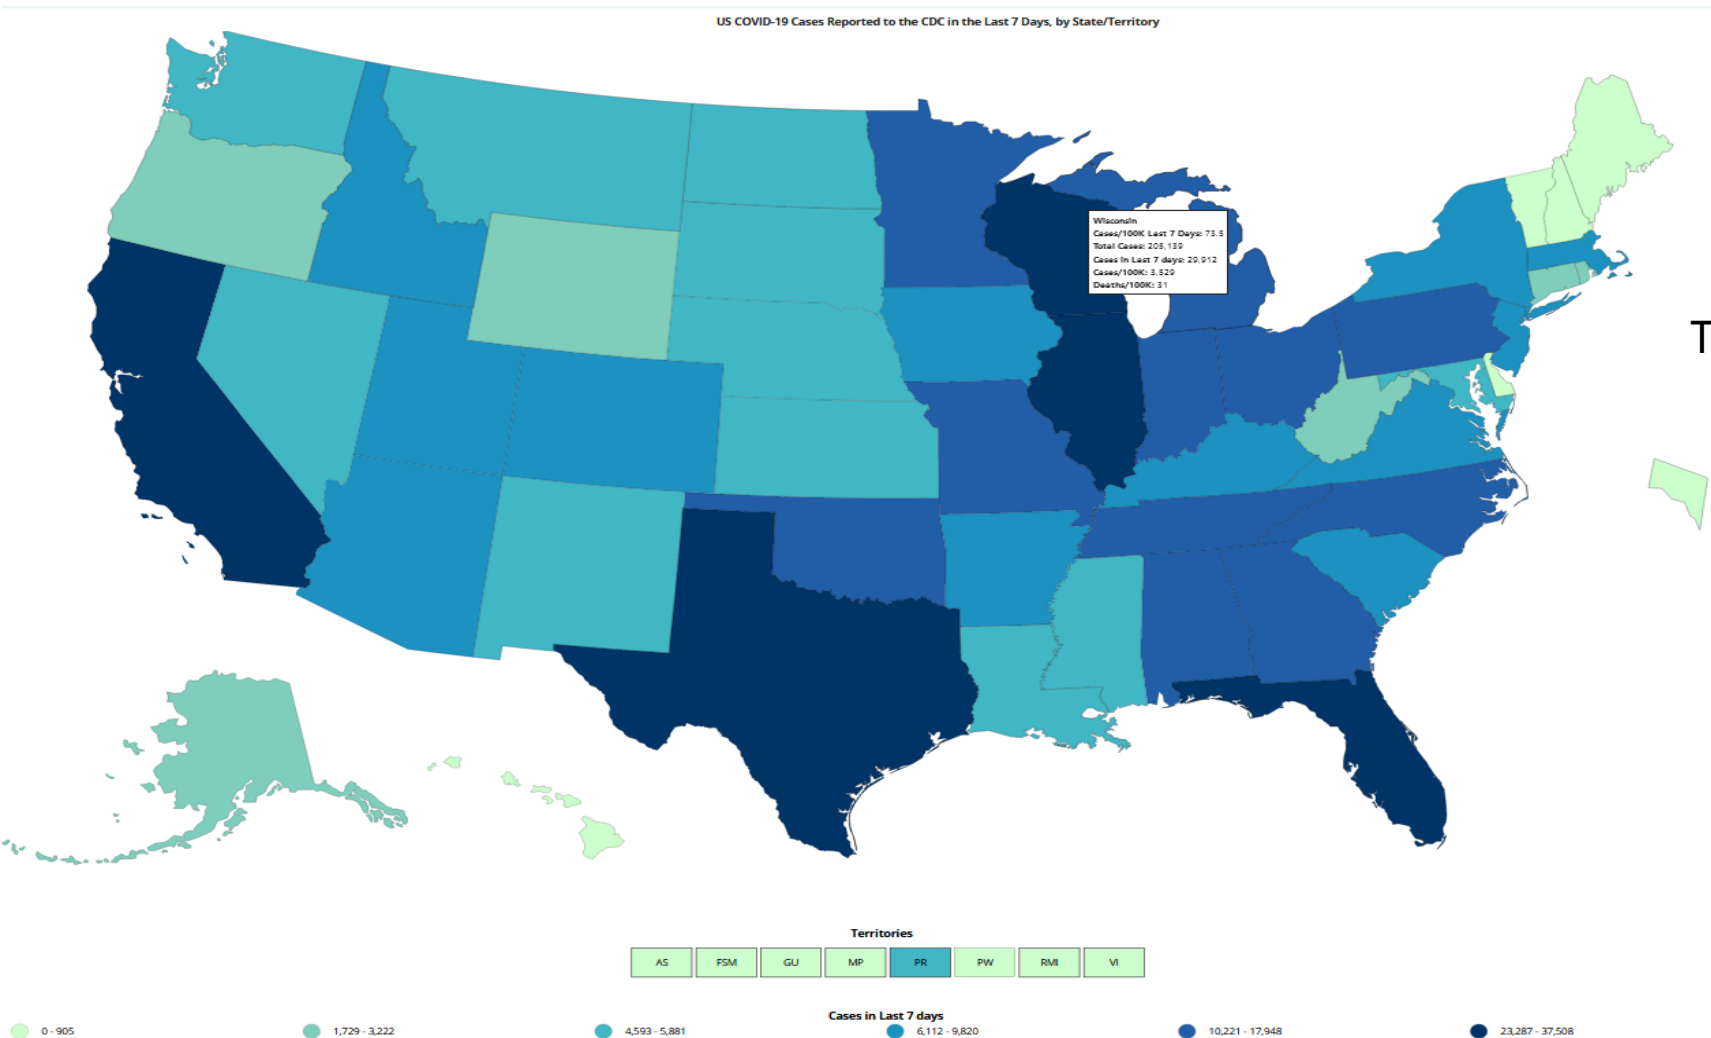 US COVID-19 Cases Reported to the CDC in the Last 7 Days, by State/Territory
Wisconsin
Cases/100K Last 7 Days: 73.5
Total Cases: 205,139
Cases in Last 7 days: 29,912
Cases/100K: 3,529
Deaths/100K: 31
T
Territories
AS FSM GU MP PR PW RMI VI
Cases in Last 7 days
0 - 905 1,729 - 3,222 4,593 - 5,881 6,112 - 9,820 10,221 - 17,948 23,287 - 37,508